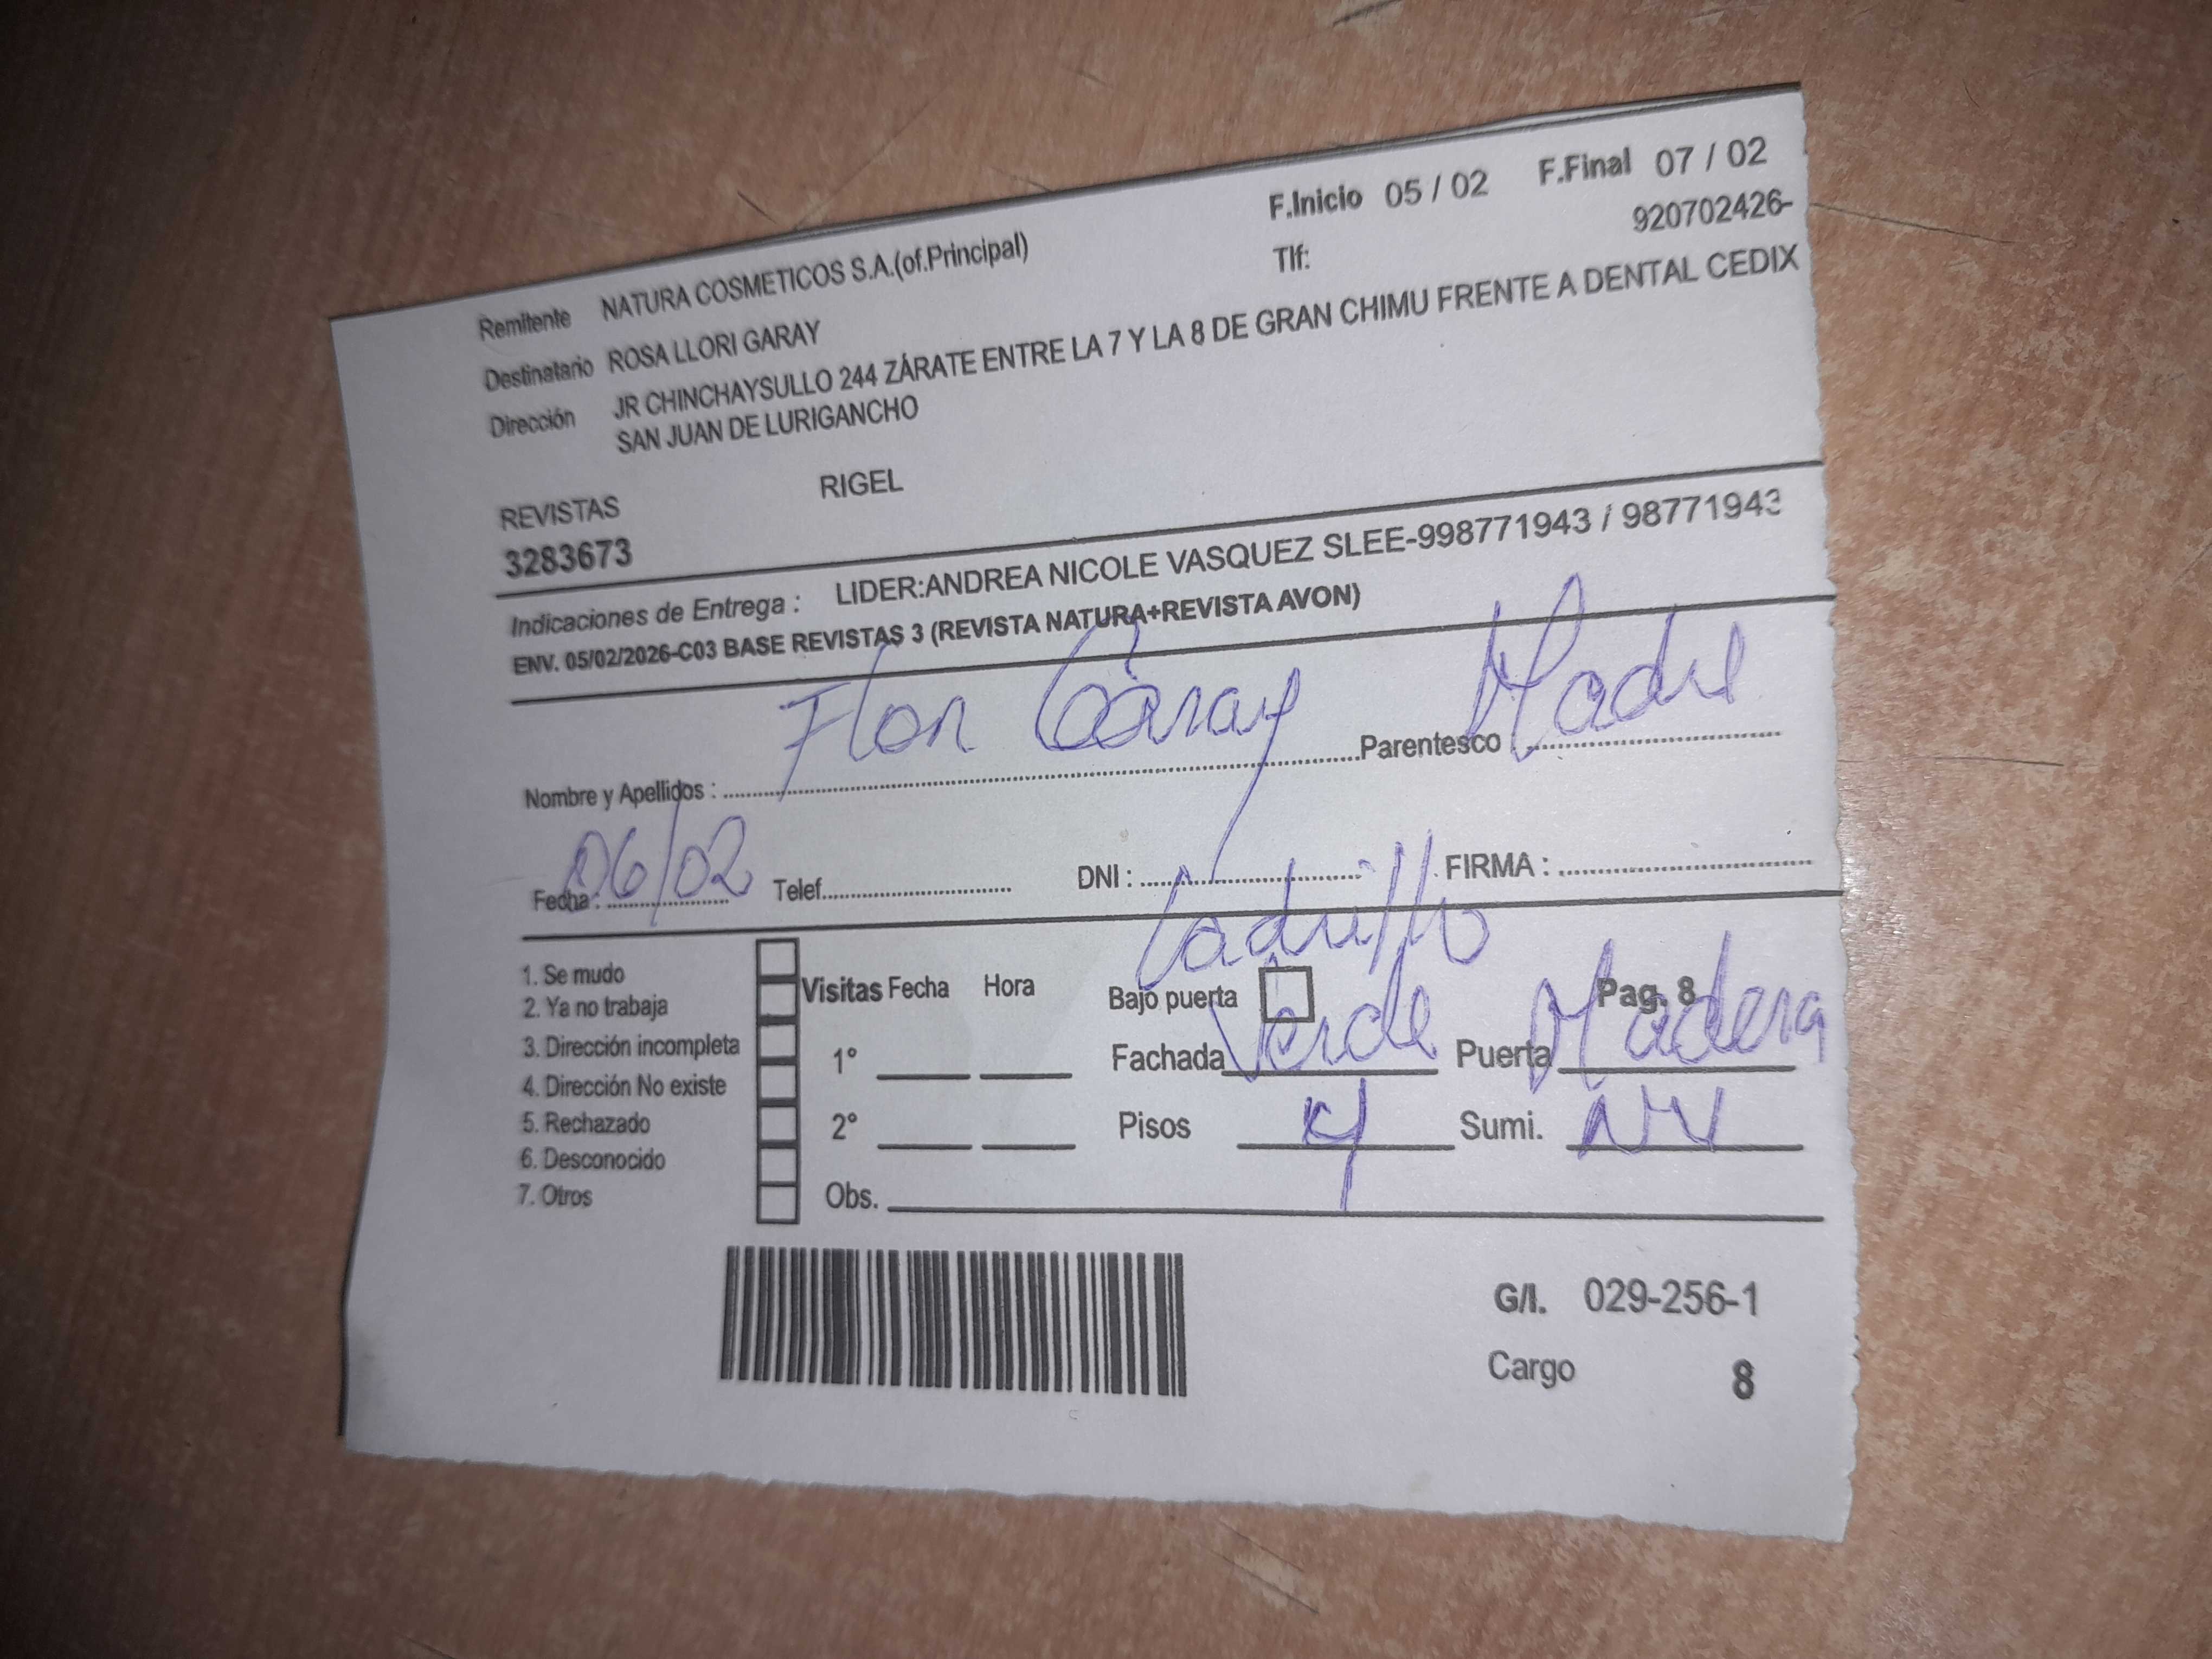 F.Inicio 05 / 02 F.Final 07 / 02
Remitente NATURA COSMETICOS S.A.(of.Principal) Tlf: 920702426-
Destinatario ROSA LLORI GARAY
Dirección JR CHINCHAYSULLO 244 ZÁRATE ENTRE LA 7 Y LA 8 DE GRAN CHIMU FRENTE A DENTAL CEDIX
SAN JUAN DE LURIGANCHO
REVISTAS RIGEL
3283673
Indicaciones de Entrega : LIDER:ANDREA NICOLE VASQUEZ SLEE-998771943 / 98771943
ENV. 05/02/2026-C03 BASE REVISTAS 3 (REVISTA NATURA+REVISTA AVON)
Nombre y Apellidos : Flor Garay Parentesco Madre
Fecha : 06/02 Telef. DNI : FIRMA :
Ladrillo
1. Se mudo
2. Ya no trabaja
3. Dirección incompleta
4. Dirección No existe
5. Rechazado
6. Desconocido
7. Otros
Visitas Fecha Hora Bajo puerta Pag. 8
1° Fachada Verde Puerta Madera
2° Pisos 4 Sumi. NV
Obs.
G/I. 029-256-1
Cargo 8